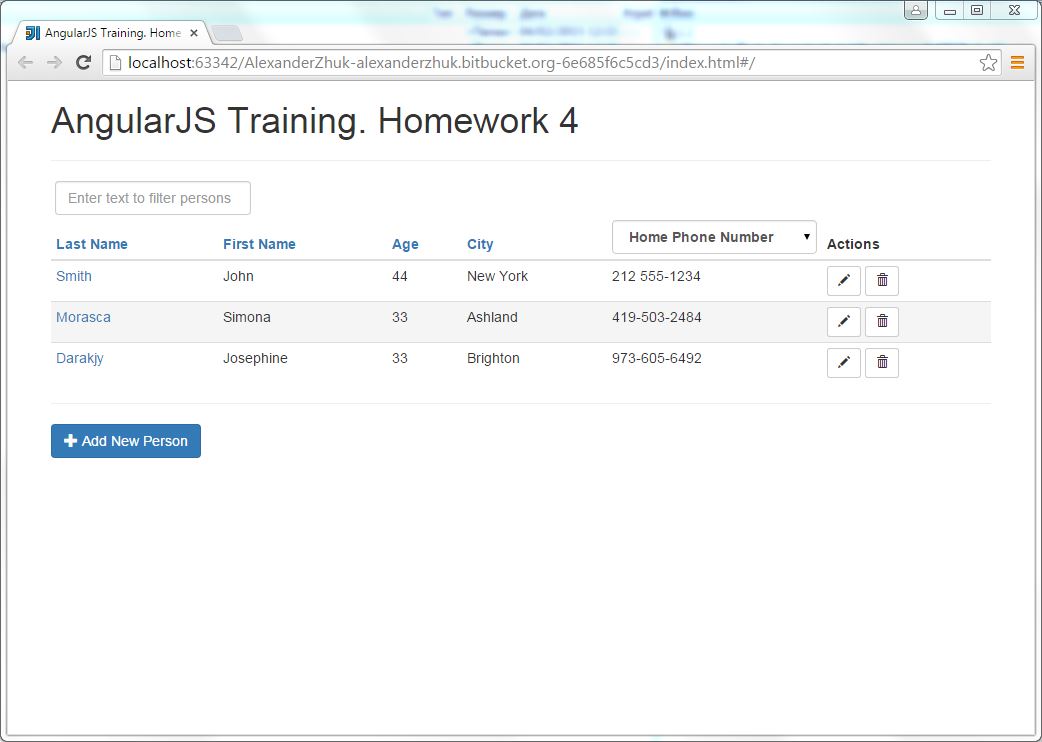 AngularJS Training. Home
localhost:63342/AlexanderZhuk-alexanderzhuk.bitbucket.org-6e685f6c5cd3/index.html#/
AngularJS Training. Homework 4
Enter text to filter persons
Last Name First Name Age City Home Phone Number Actions
Smith John 44 New York 212 555-1234
Morasca Simona 33 Ashland 419-503-2484
Darakjy Josephine 33 Brighton 973-605-6492
Add New Person